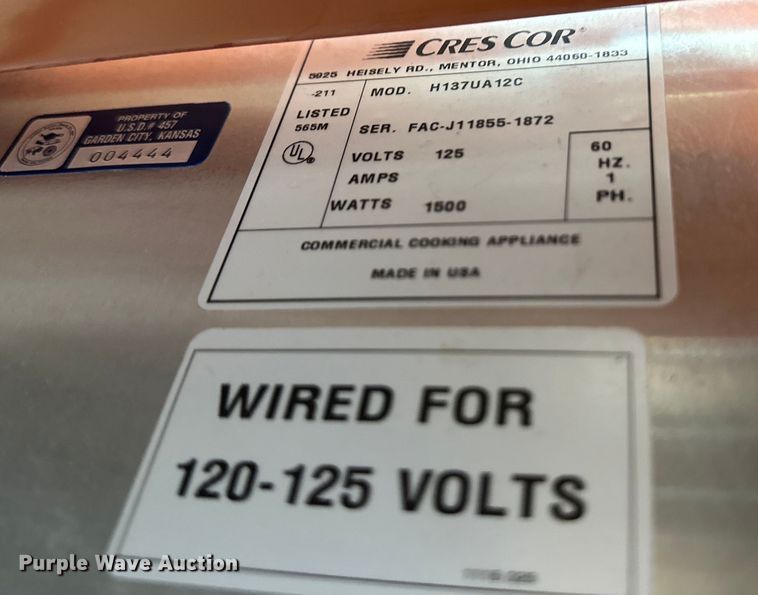 CRES COR®
5925 HEISELY RD., MENTOR, OHIO 44060-1833
-211
LISTED
565M
UL®
MOD. H137UA12C
SER. FAC-J11855-1872
VOLTS 125
AMPS
WATTS 1500
60
HZ.
1
PH.
COMMERCIAL COOKING APPLIANCE
MADE IN USA
PROPERTY OF
U.S.D.# 457
GARDEN CITY, KANSAS
004444
WIRED FOR
120-125 VOLTS
Purple Wave Auction